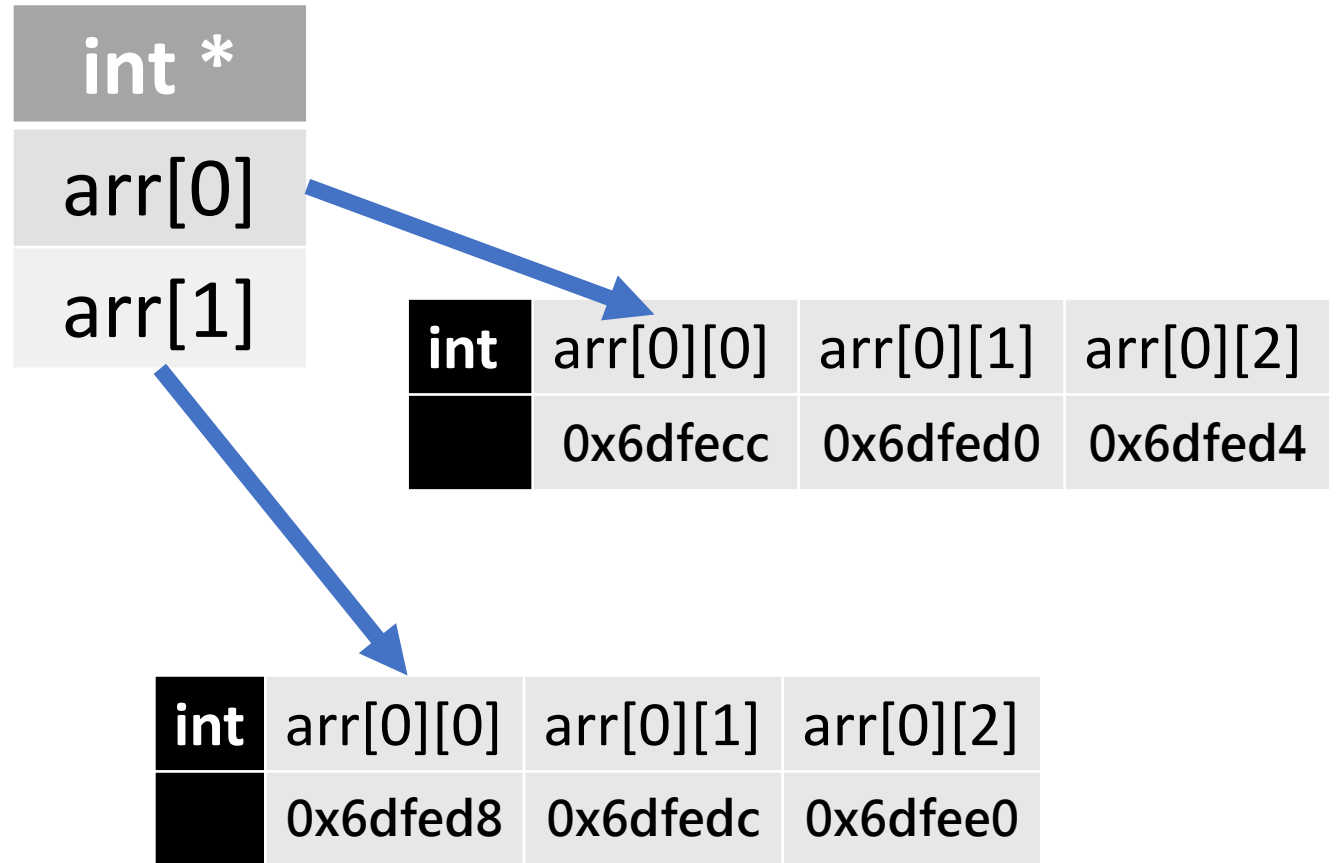 int *
arr[0]
arr[1]
int arr[0][0] arr[0][1] arr[0][2]
0x6dfecc 0x6dfed0 0x6dfed4
int arr[0][0] arr[0][1] arr[0][2]
0x6dfed8 0x6dfedc 0x6dfee0